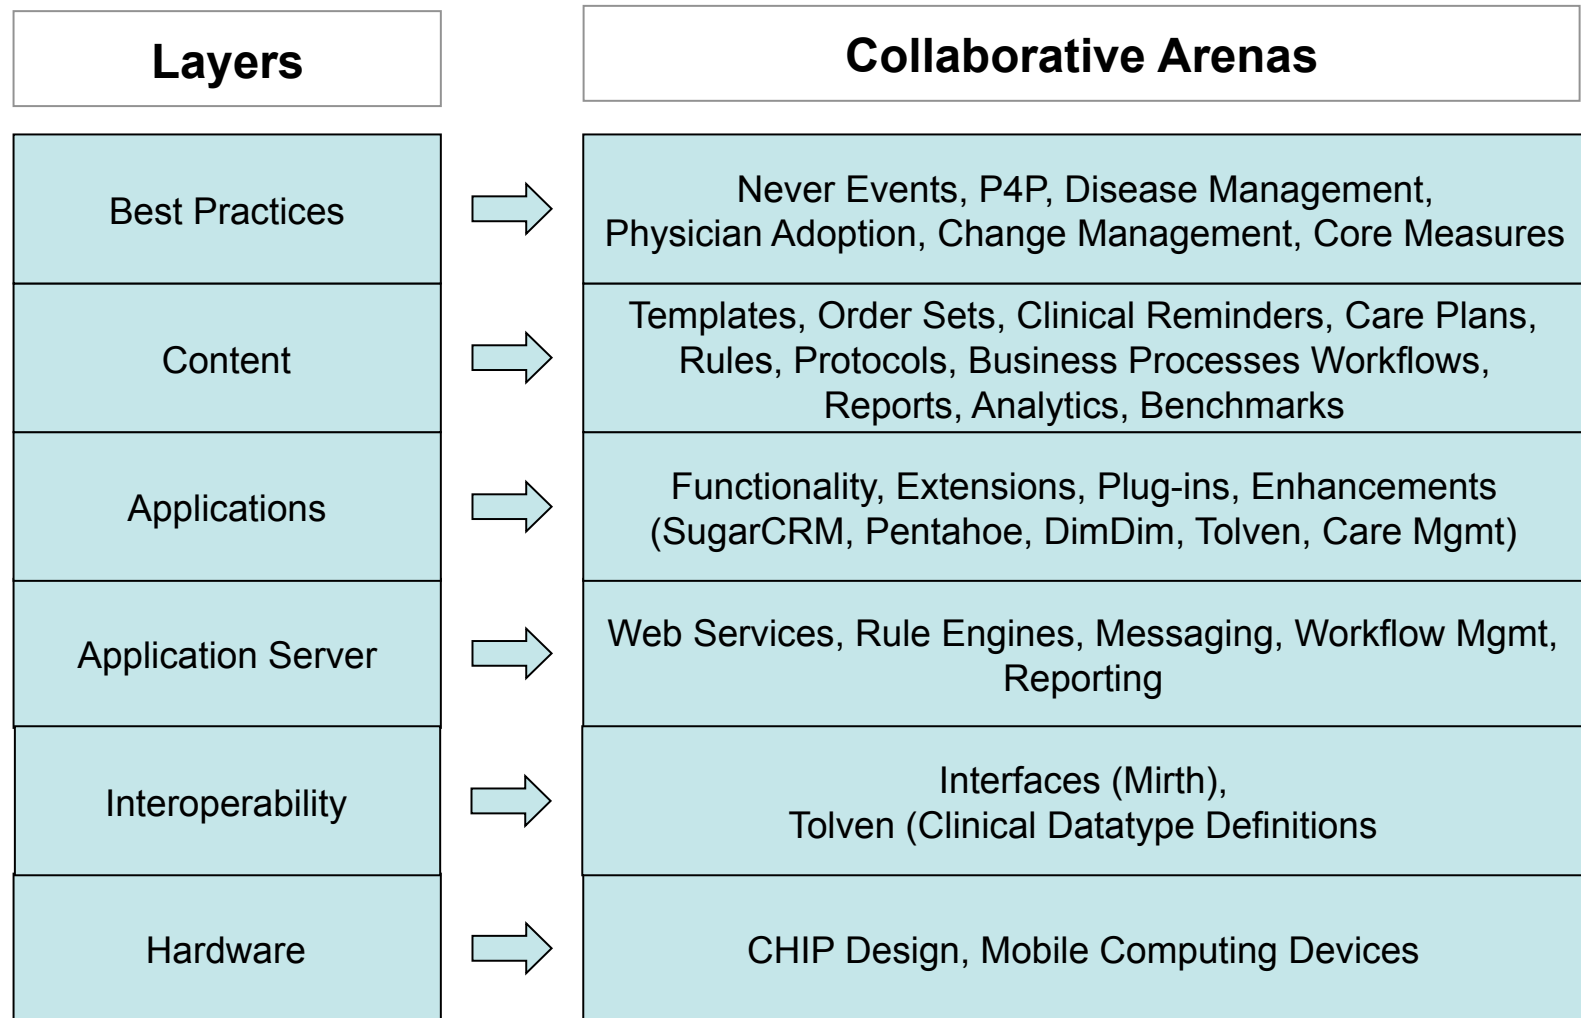 Layers
Collaborative Arenas
Best Practices
Never Events, P4P, Disease Management,
Physician Adoption, Change Management, Core Measures
Content
Templates, Order Sets, Clinical Reminders, Care Plans,
Rules, Protocols, Business Processes Workflows,
Reports, Analytics, Benchmarks
Applications
Functionality, Extensions, Plug-ins, Enhancements
(SugarCRM, Pentahoe, DimDim, Tolven, Care Mgmt)
Application Server
Web Services, Rule Engines, Messaging, Workflow Mgmt,
Reporting
Interoperability
Interfaces (Mirth),
Tolven (Clinical Datatype Definitions
Hardware
CHIP Design, Mobile Computing Devices